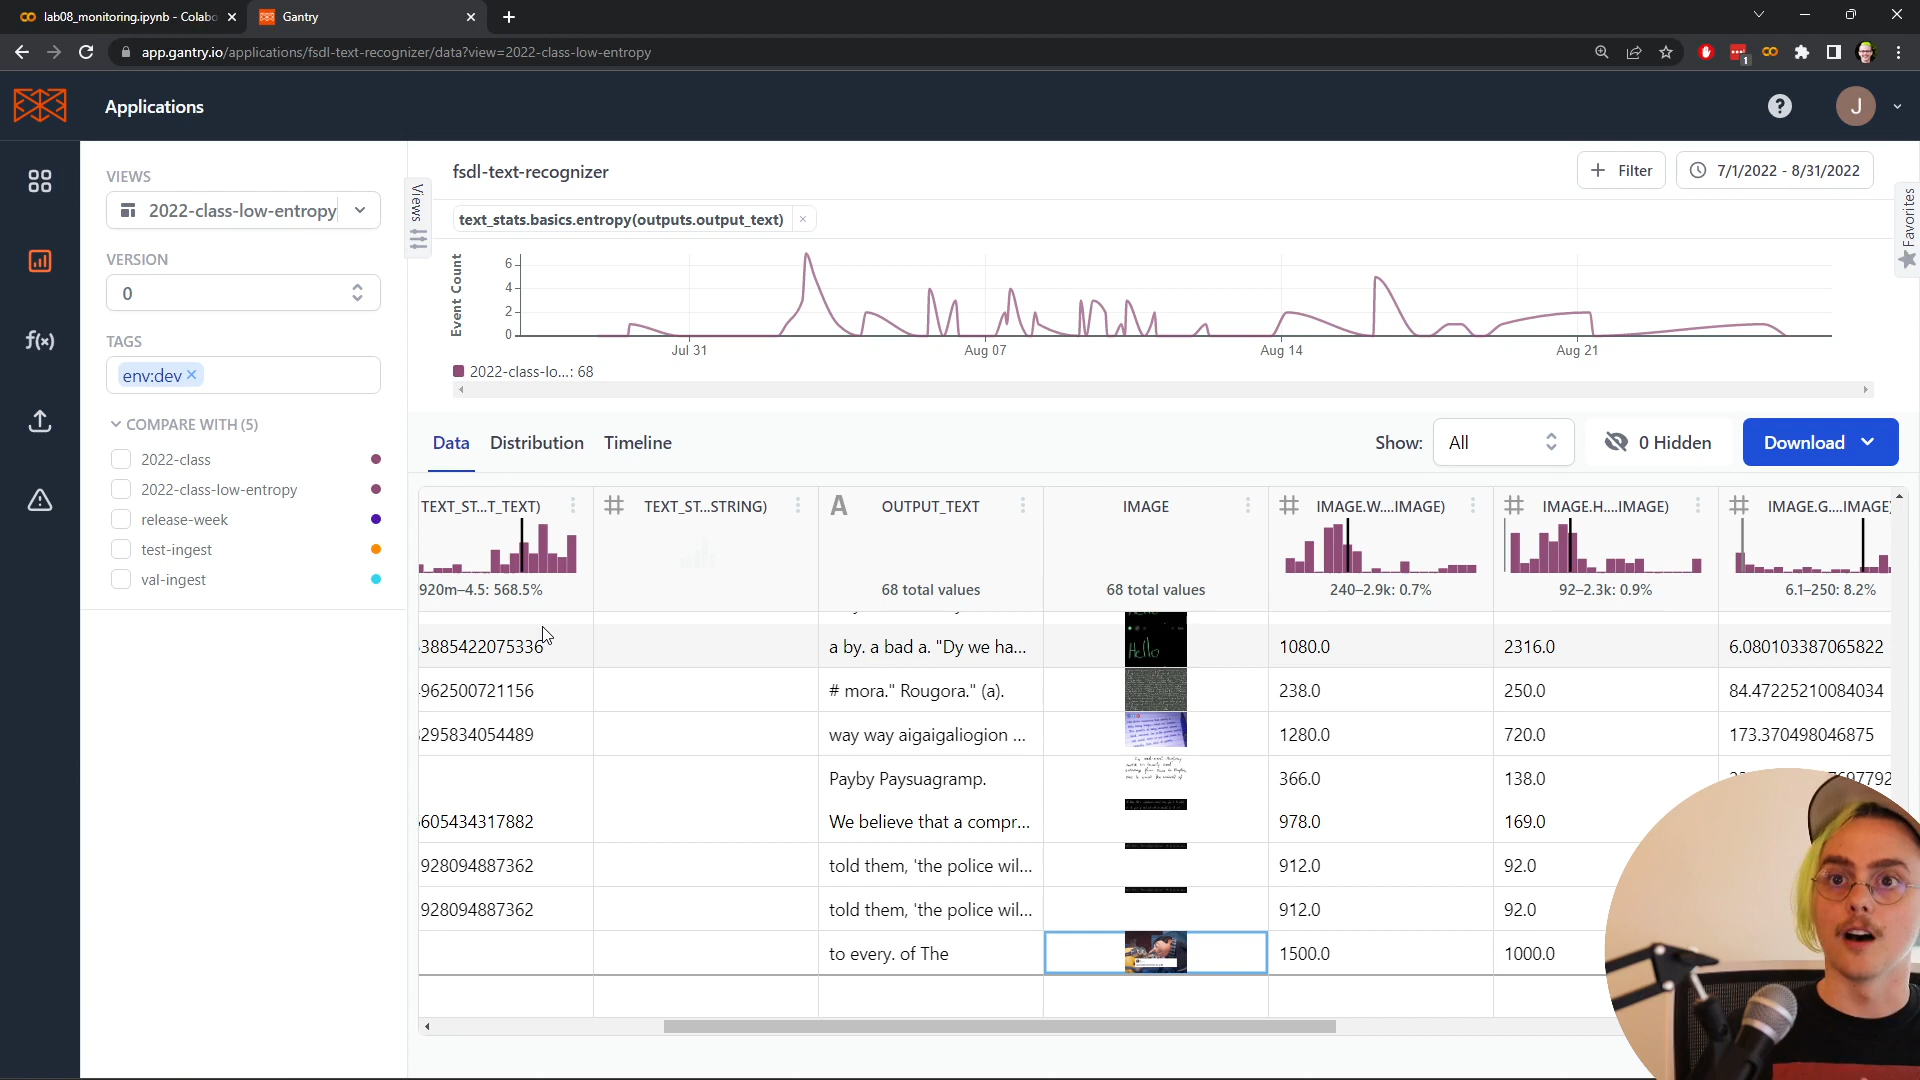 lab08_monitoring.ipynb - Colabo
Gantry
app.gantry.io/applications/fsdl-text-recognizer/data?view=2022-class-low-entropy
1
Applications
J
VIEWS
2022-class-low-entropy
VERSION
0
TAGS
env:dev
COMPARE WITH (5)
2022-class
2022-class-low-entropy
release-week
test-ingest
val-ingest
Views
f(x)
fsdl-text-recognizer
Filter
7/1/2022 - 8/31/2022
Favorites
text_stats.basics.entropy(outputs.output_text)
Event Count
6
4
2
0
Jul 31
Aug 07
Aug 14
Aug 21
2022-class-lo...: 68
Data Distribution Timeline
Show: All
0 Hidden
Download
TEXT_ST...T_TEXT) # TEXT_ST...STRING) A OUTPUT_TEXT IMAGE # IMAGE.W....IMAGE) # IMAGE.H....IMAGE) # IMAGE.G....IMAGE)
920m–4.5: 568.5% 68 total values 68 total values 240–2.9k: 0.7% 92–2.3k: 0.9% 6.1–250: 8.2%
3885422075336 a by. a bad a. "Dy we ha... Hello 1080.0 2316.0 6.080103387065822
962500721156 # mora." Rougora." (a). 238.0 250.0 84.47225210084034
295834054489 way way aigaigaliogion ... 1280.0 720.0 173.370498046875
Payby Paysuagramp. 366.0 138.0
605434317882 We believe that a compr... 978.0 169.0
928094887362 told them, 'the police wil... 912.0 92.0
928094887362 told them, 'the police wil... 912.0 92.0
to every. of The 1500.0 1000.0